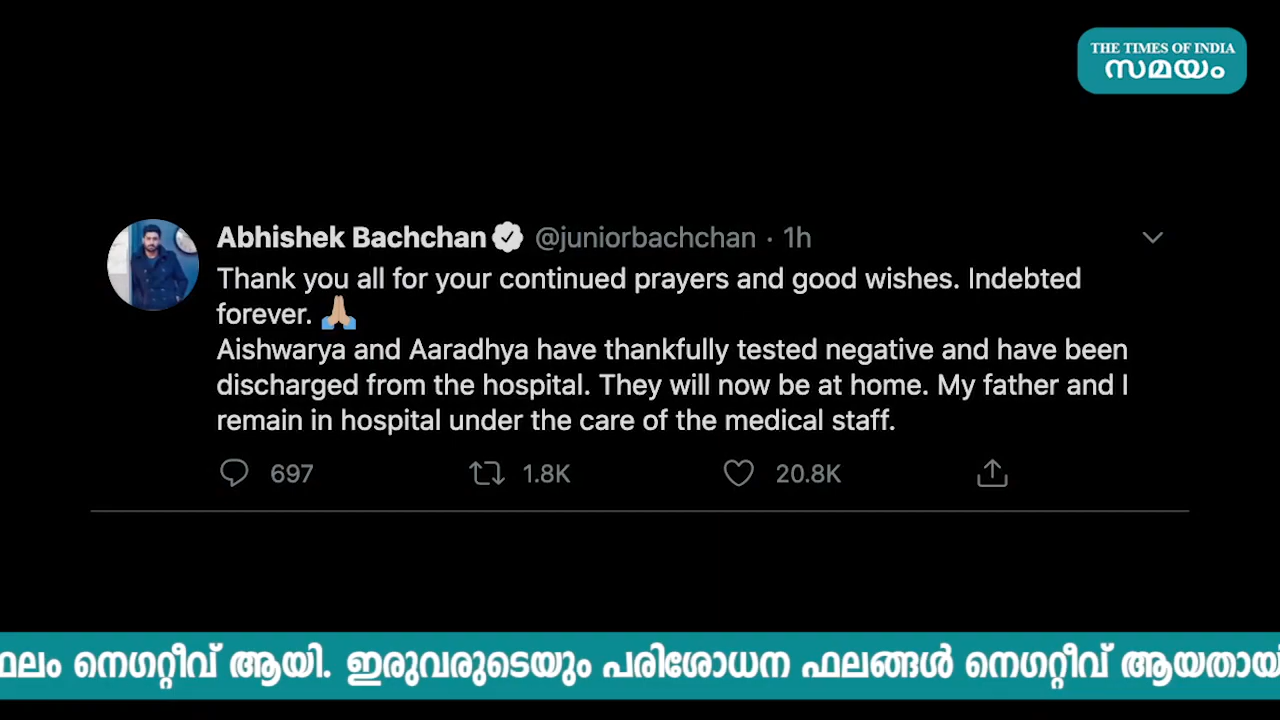 THE TIMES OF INDIA
സമയം
Abhishek Bachchan @juniorbachchan · 1h
Thank you all for your continued prayers and good wishes. Indebted
forever. 🙏🏼
Aishwarya and Aaradhya have thankfully tested negative and have been
discharged from the hospital. They will now be at home. My father and I
remain in hospital under the care of the medical staff.
697 1.8K 20.8K
നെഗറ്റീവ് ആയി. ഇരുവരുടെയും പരിശോധന ഫലങ്ങൾ നെഗറ്റീവ്